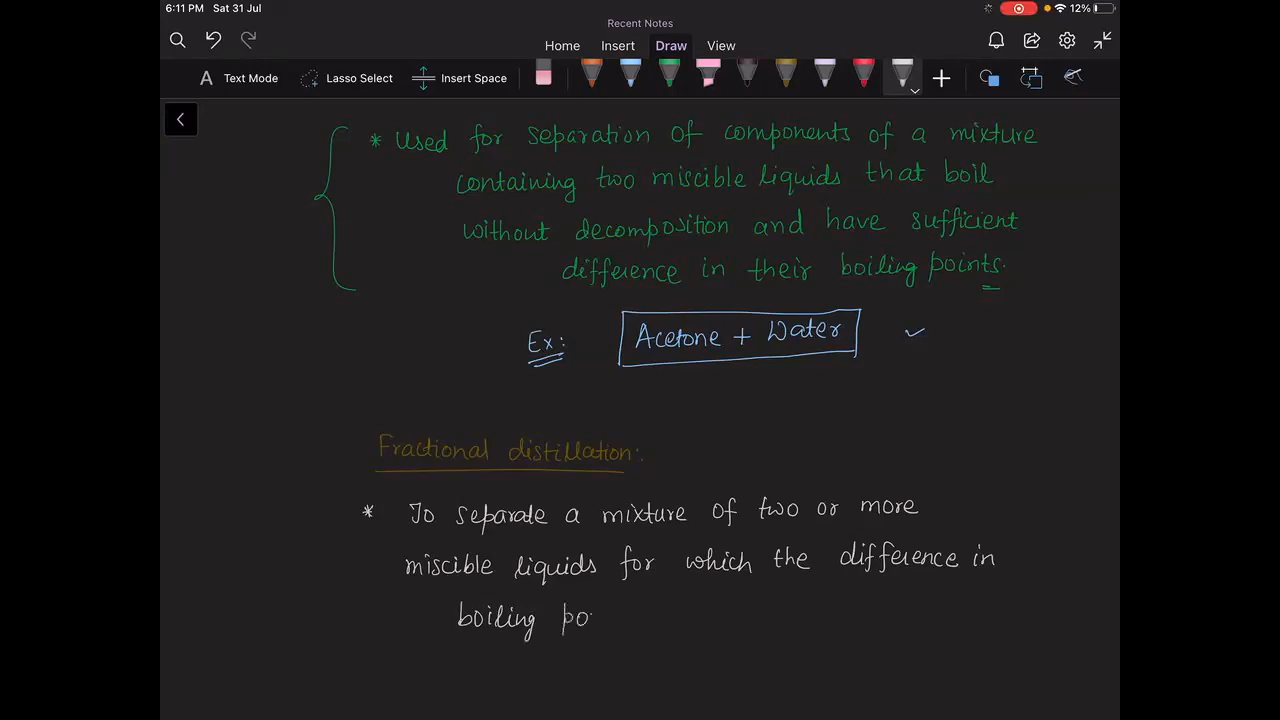 6:11 PM Sat 31 Jul
12%
Recent Notes
Home Insert Draw View
A Text Mode Lasso Select Insert Space
* Used for separation of components of a mixture
containing two miscible liquids that boil
without decomposition and have sufficient
difference in their boiling points.
Ex: Acetone + Water
Fractional distillation:
* To separate a mixture of two or more
miscible liquids for which the difference in
boiling po